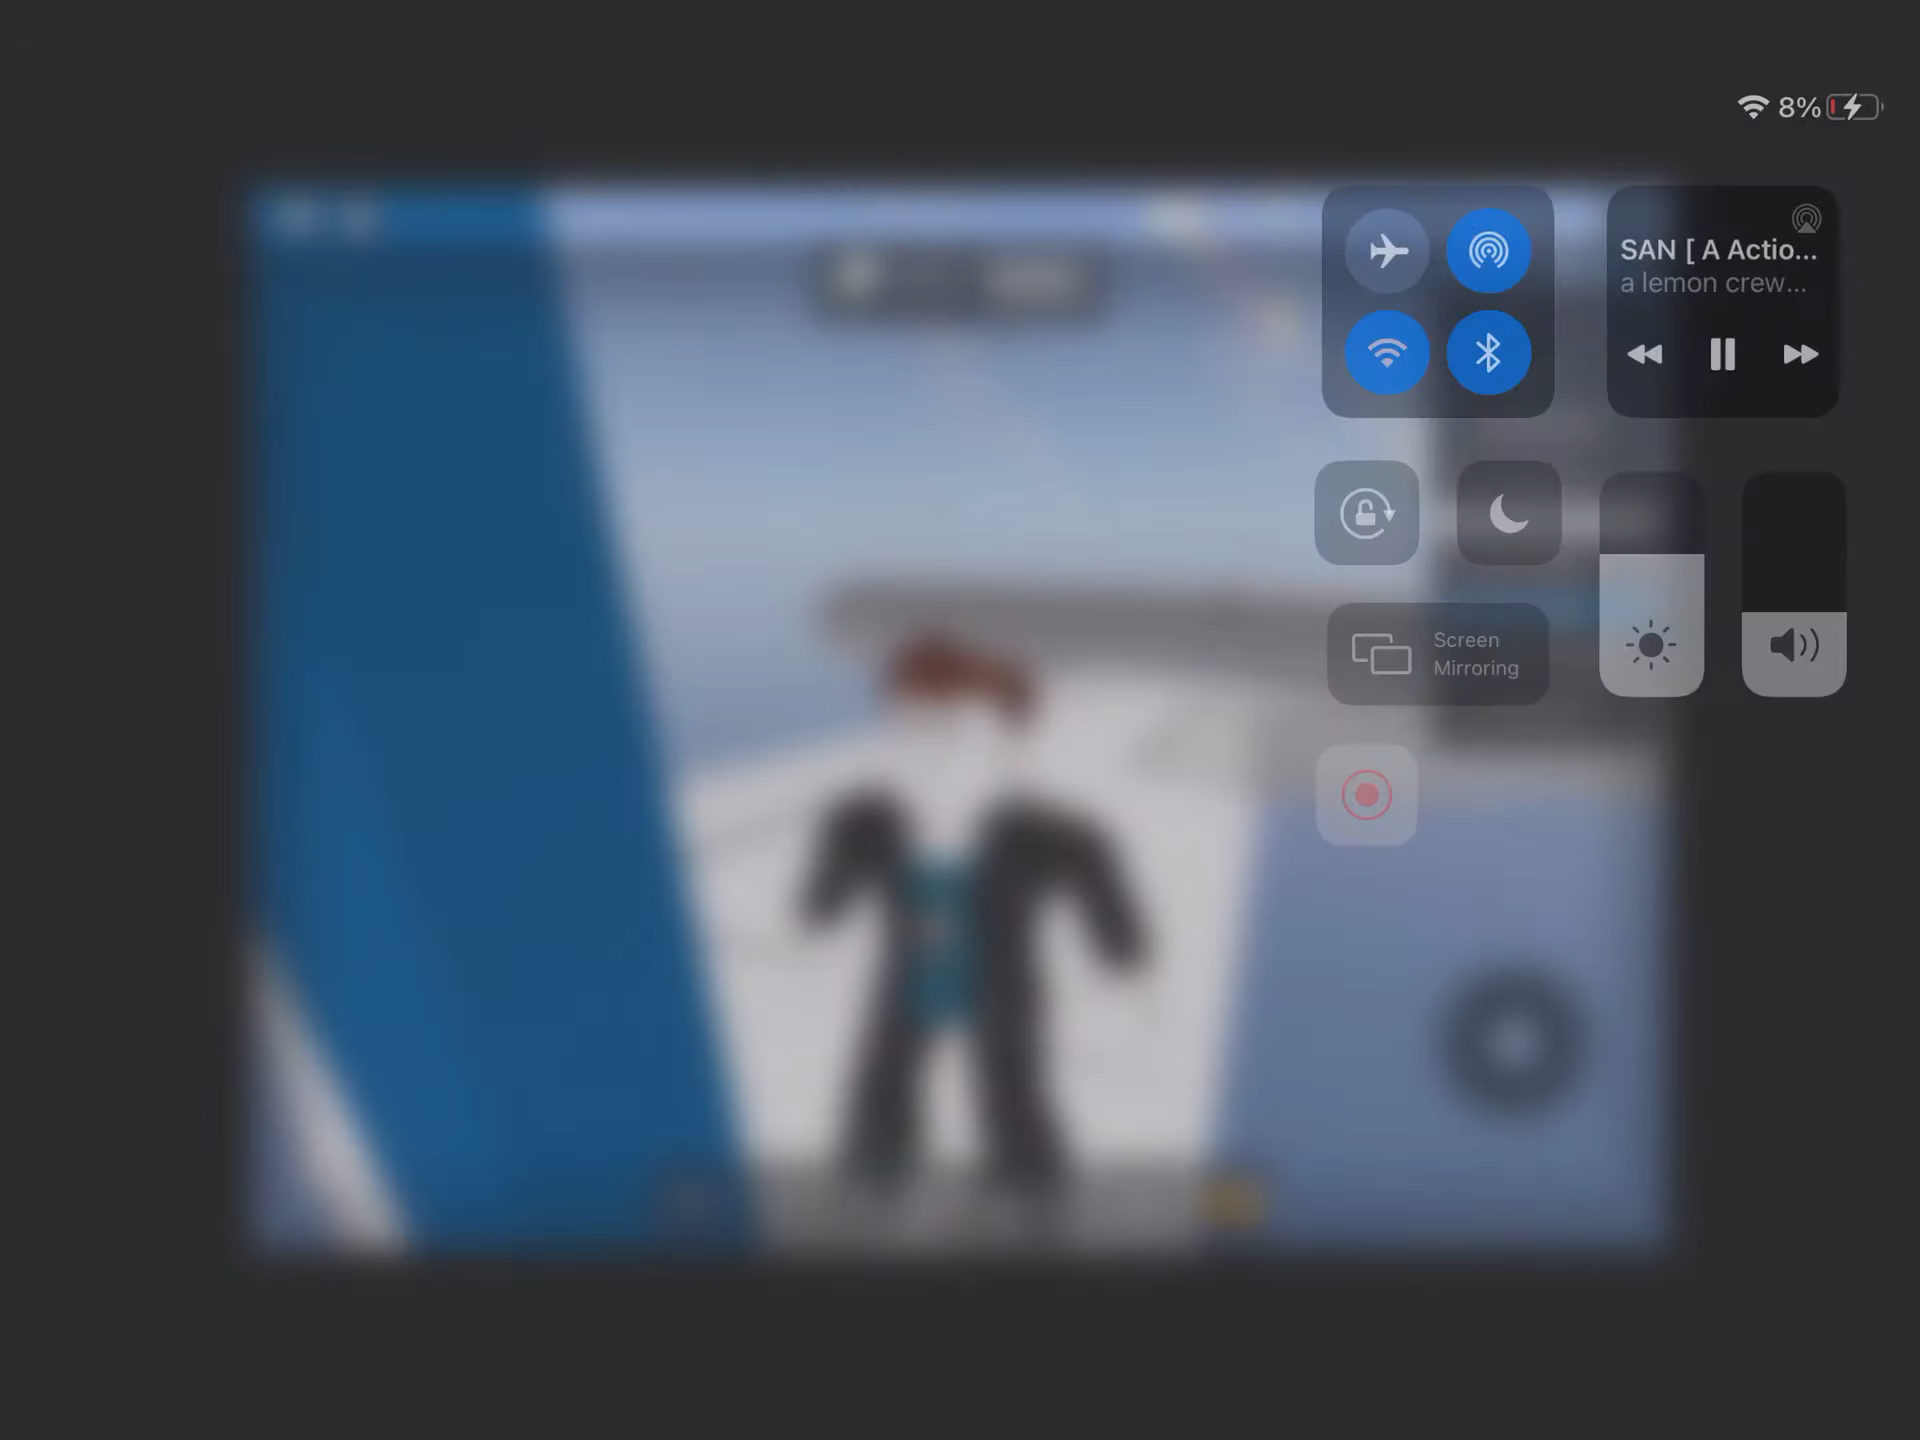 8%
SAN [ A Actio...
a lemon crew...
Screen
Mirroring